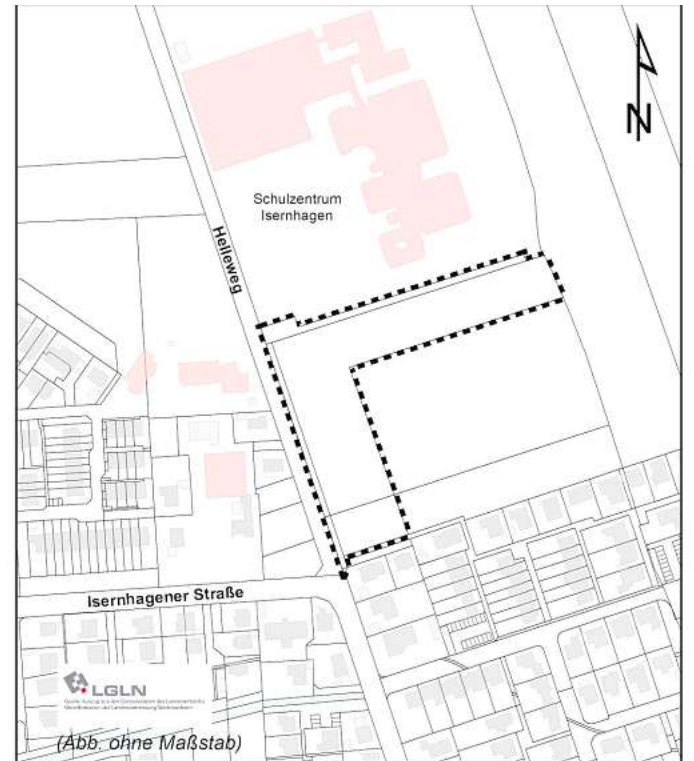 N
Schulzentrum
Isernhagen
Helleweg
Isernhagener Straße
LGLN
(Abb. ohne Maßstab)